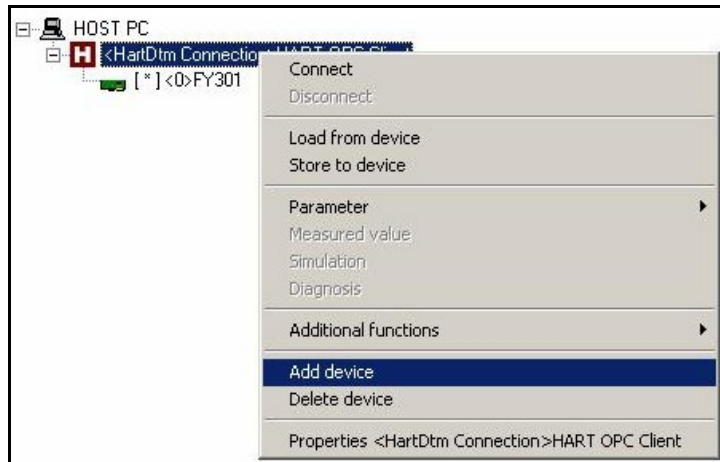 HOST PC
<HartDtm Connectio
[*]<0>FY301
Connect
Disconnect
Load from device
Store to device
Parameter
Measured value
Simulation
Diagnosis
Additional functions
Add device
Delete device
Properties <HartDtm Connection>HART OPC Client